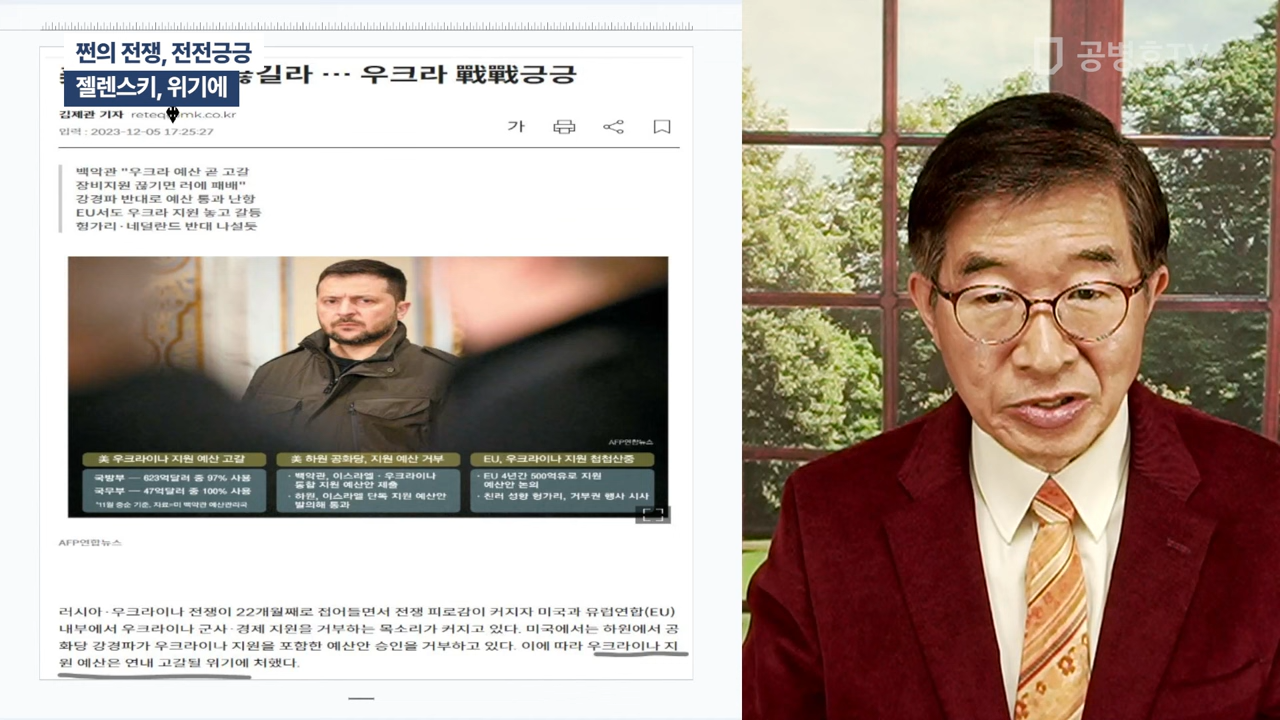 쩐의 전쟁, 전전긍긍
젤렌스키, 위기에
길라 … 우크라 戰戰긍긍
김제관 기자
mk.co.kr
입력 : 2023-12-05 17:25:27
가
백악관 "우크라 예산 곧 고갈
장비지원 끊기면 러에 패배"
강경파 반대로 예산 통과 난항
EU서도 우크라 지원 놓고 갈등
헝가리·네덜란드 반대 나설듯
AFP연합뉴스
美 우크라이나 지원 예산 고갈
국방부 — 623억달러 중 97% 사용
국무부 — 47억달러 중 100% 사용
*11월 중순 기준, 자료=미 백악관 예산관리국
美 하원 공화당, 지원 예산 거부
· 백악관, 이스라엘·우크라이나
통합 지원 예산안 제출
· 하원, 이스라엘 단독 지원 예산안
발의해 통과
EU, 우크라이나 지원 첩첩산중
· EU 4년간 500억유로 지원
예산안 논의
· 친러 성향 헝가리, 거부권 행사 시사
AFP연합뉴스
러시아·우크라이나 전쟁이 22개월째로 접어들면서 전쟁 피로감이 커지자 미국과 유럽연합(EU)
내부에서 우크라이나 군사·경제 지원을 거부하는 목소리가 커지고 있다. 미국에서는 하원에서 공
화당 강경파가 우크라이나 지원을 포함한 예산안 승인을 거부하고 있다. 이에 따라 우크라이나 지
원 예산은 연내 고갈될 위기에 처했다.
공병호TV